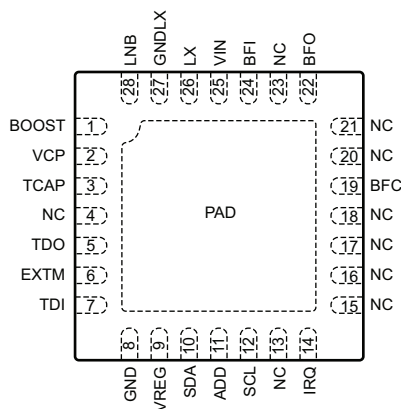 LNB
GNDLX
LX
VIN
BFI
NC
BFO
28
27
26
25
24
23
22
BOOST 1
VCP 2
TCAP 3
NC 4
TDO 5
EXTM 6
TDI 7
PAD
21 NC
20 NC
19 BFC
18 NC
17 NC
16 NC
15 NC
8
9
10
11
12
13
14
GND
VREG
SDA
ADD
SCL
NC
IRQ